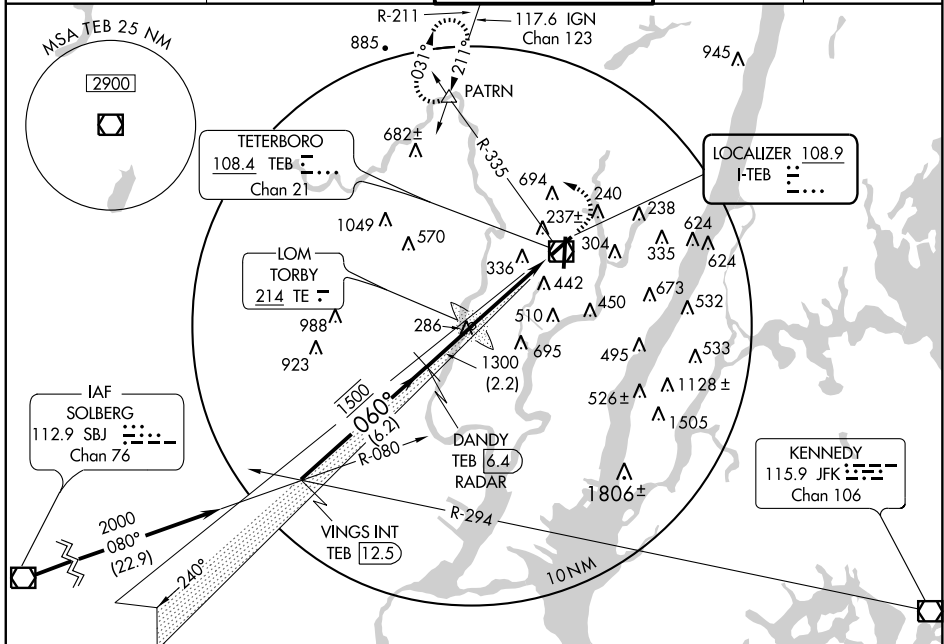 MSA TEB 25 NM
2900
R-211
117.6 IGN
Chan 123
885
031°
211°
PATRN
945
682±
TETERBORO
108.4 TEB
Chan 21
R-335
LOCALIZER 108.9
I-TEB
694
240
237±
238
624
1049
570
304
335
624
336
LOM
TORBY
214 TE
442
673
988
286
510
450
532
923
1300
(2.2)
695
495
533
1500
060°
(6.2)
526±
1128±
1505
IAF
SOLBERG
112.9 SBJ
Chan 76
R-080
DANDY
TEB 6.4
RADAR
KENNEDY
115.9 JFK
Chan 106
1806±
R-294
2000
080°
(22.9)
VINGS INT
TEB 12.5
240°
10 NM